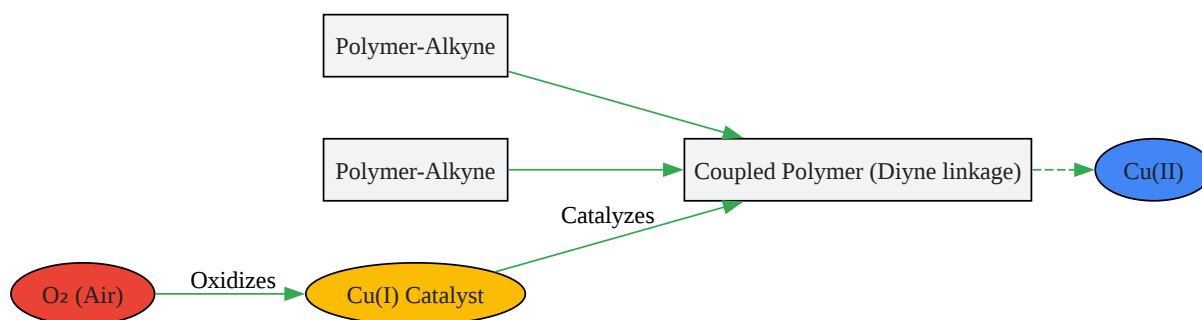 Polymer-Alkyne
Polymer-Alkyne
Coupled Polymer (Diyne linkage)
Cu(II)
Catalyzes
O₂ (Air)
Oxidizes
Cu(I) Catalyst